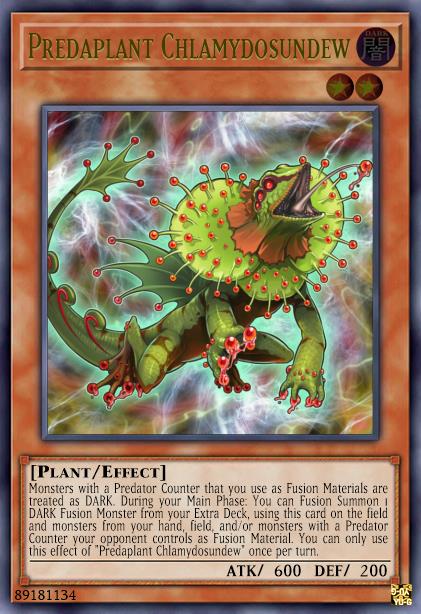 PREDAPLANT CHLAMYDOSUNDEW
DARK
闇
[PLANT/EFFECT]
Monsters with a Predator Counter that you use as Fusion Materials are
treated as DARK. During your Main Phase: You can Fusion Summon 1
DARK Fusion Monster from your Extra Deck, using this card on the field
and monsters from your hand, field, and/or monsters with a Predator
Counter your opponent controls as Fusion Material. You can only use
this effect of "Predaplant Chlamydosundew" once per turn.
ATK/ 600 DEF/ 200
89181134